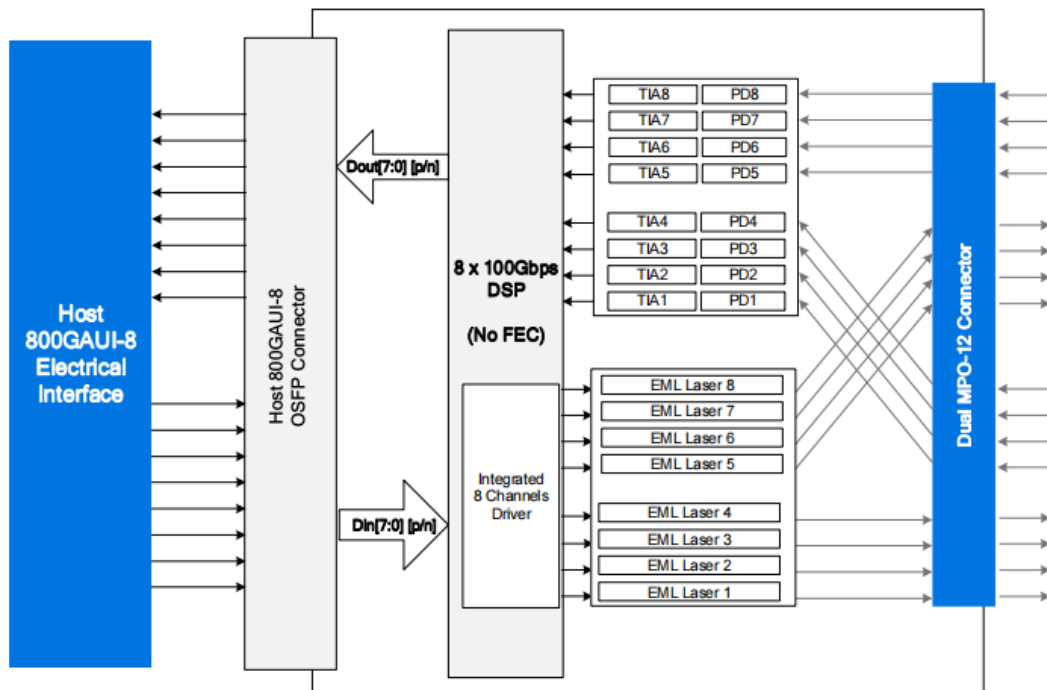 Host
800GAUI-8
Electrical
Interface
Host 800GAUI-8
OSFP Connector
Dout[7:0] [p/n]
Din[7:0] [p/n]
8 x 100Gbps
DSP
(No FEC)
Integrated
8 Channels
Driver
TIA8 PD8
TIA7 PD7
TIA6 PD6
TIA5 PD5
TIA4 PD4
TIA3 PD3
TIA2 PD2
TIA1 PD1
EML Laser 8
EML Laser 7
EML Laser 6
EML Laser 5
EML Laser 4
EML Laser 3
EML Laser 2
EML Laser 1
Dual MPO-12 Connector